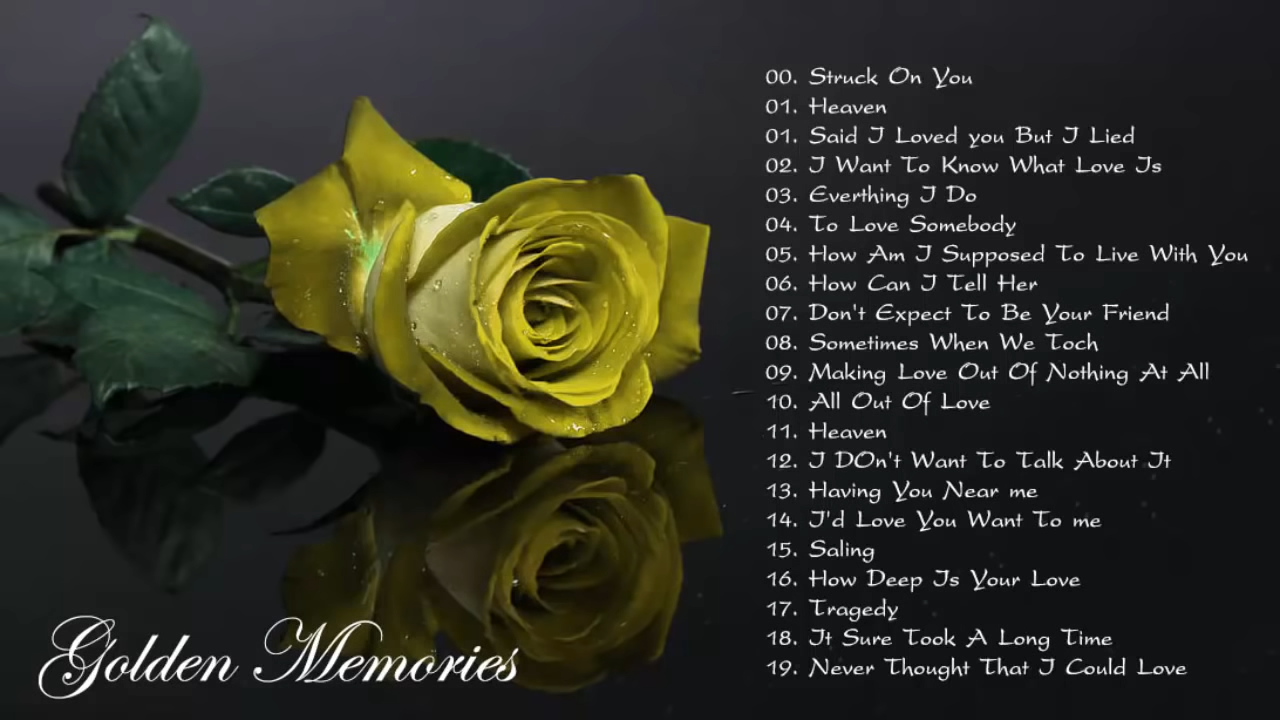 00. Struck On You
01. Heaven
01. Said I Loved you But I Lied
02. I Want To Know What Love Is
03. Everthing I Do
04. To Love Somebody
05. How Am I Supposed To Live With You
06. How Can I Tell Her
07. Don't Expect To Be Your Friend
08. Sometimes When We Toch
09. Making Love Out Of Nothing At All
10. All Out Of Love
11. Heaven
12. I DOn't Want To Talk About It
13. Having You Near me
14. I'd Love You Want To me
15. Saling
16. How Deep Is Your Love
17. Tragedy
18. It Sure Took A Long Time
19. Never Thought That I Could Love
Golden Memories